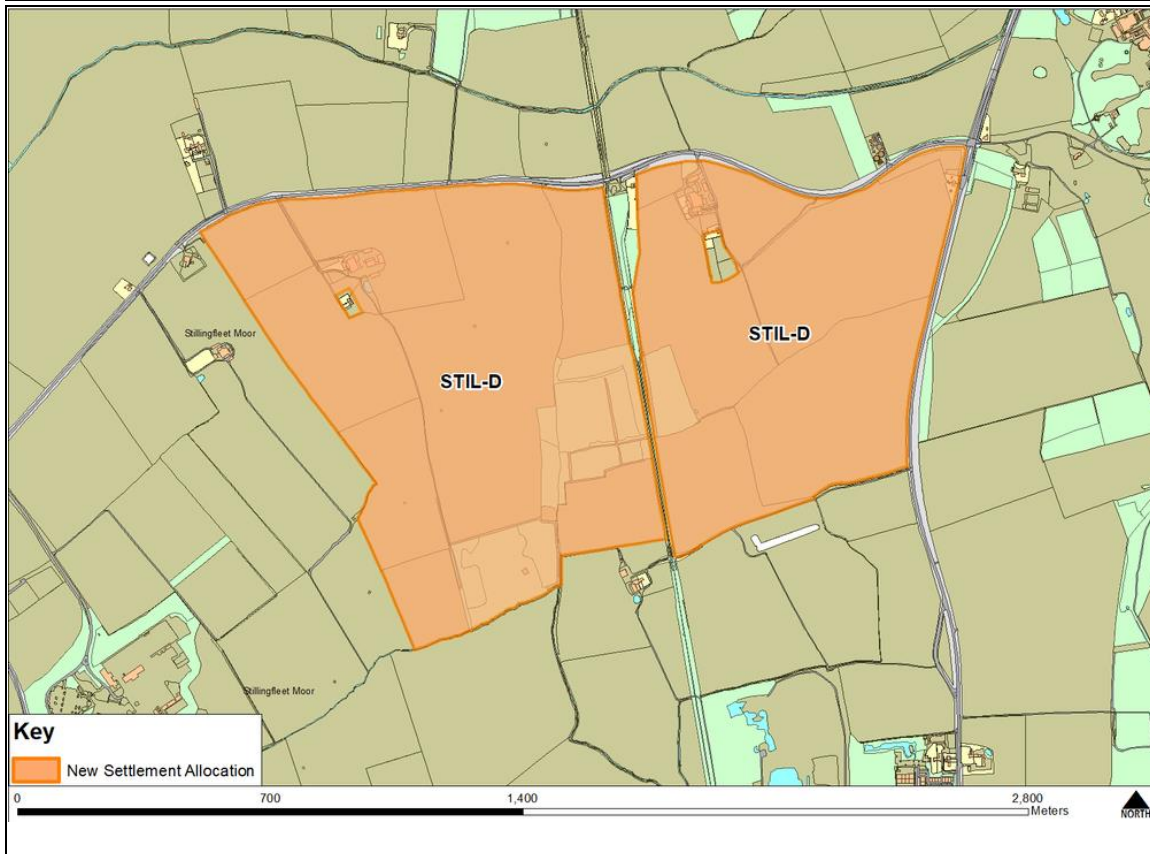 STIL-D
Stillingfleet Moor
STIL-D
Stillingfleet Moor
Key
New Settlement Allocation
0 700 1,400 2,800
Meters
NORTH